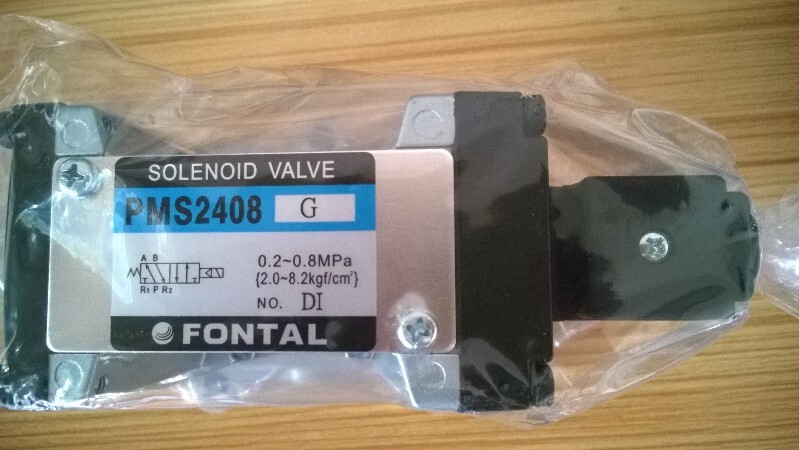 SOLENOID VALVE
PMS2408 G
A B
R1 P R2
0.2~0.8MPa
{2.0~8.2kgf/cm²}
NO. DI
FONTAL